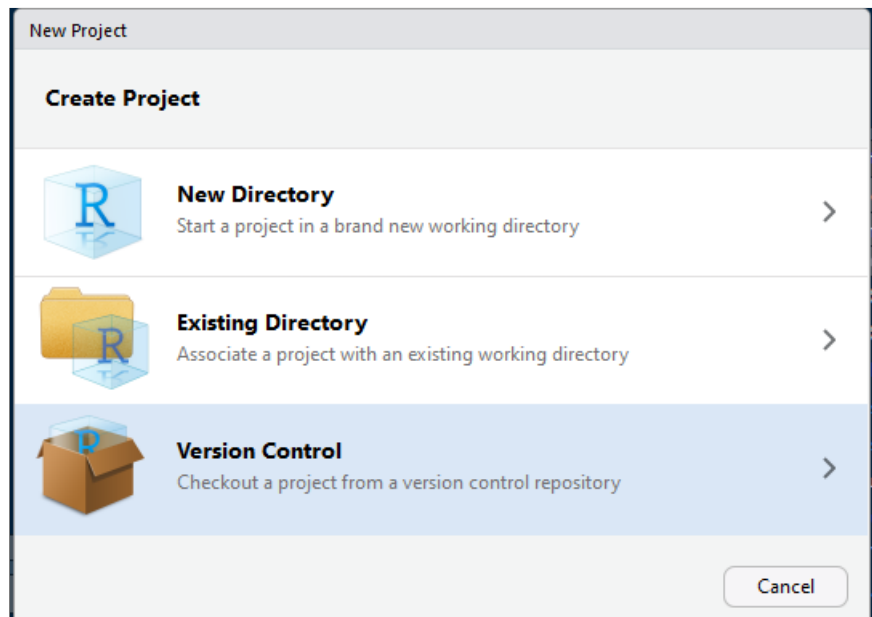 New Project
Create Project
R
New Directory
Start a project in a brand new working directory
R
Existing Directory
Associate a project with an existing working directory
R
Version Control
Checkout a project from a version control repository
Cancel